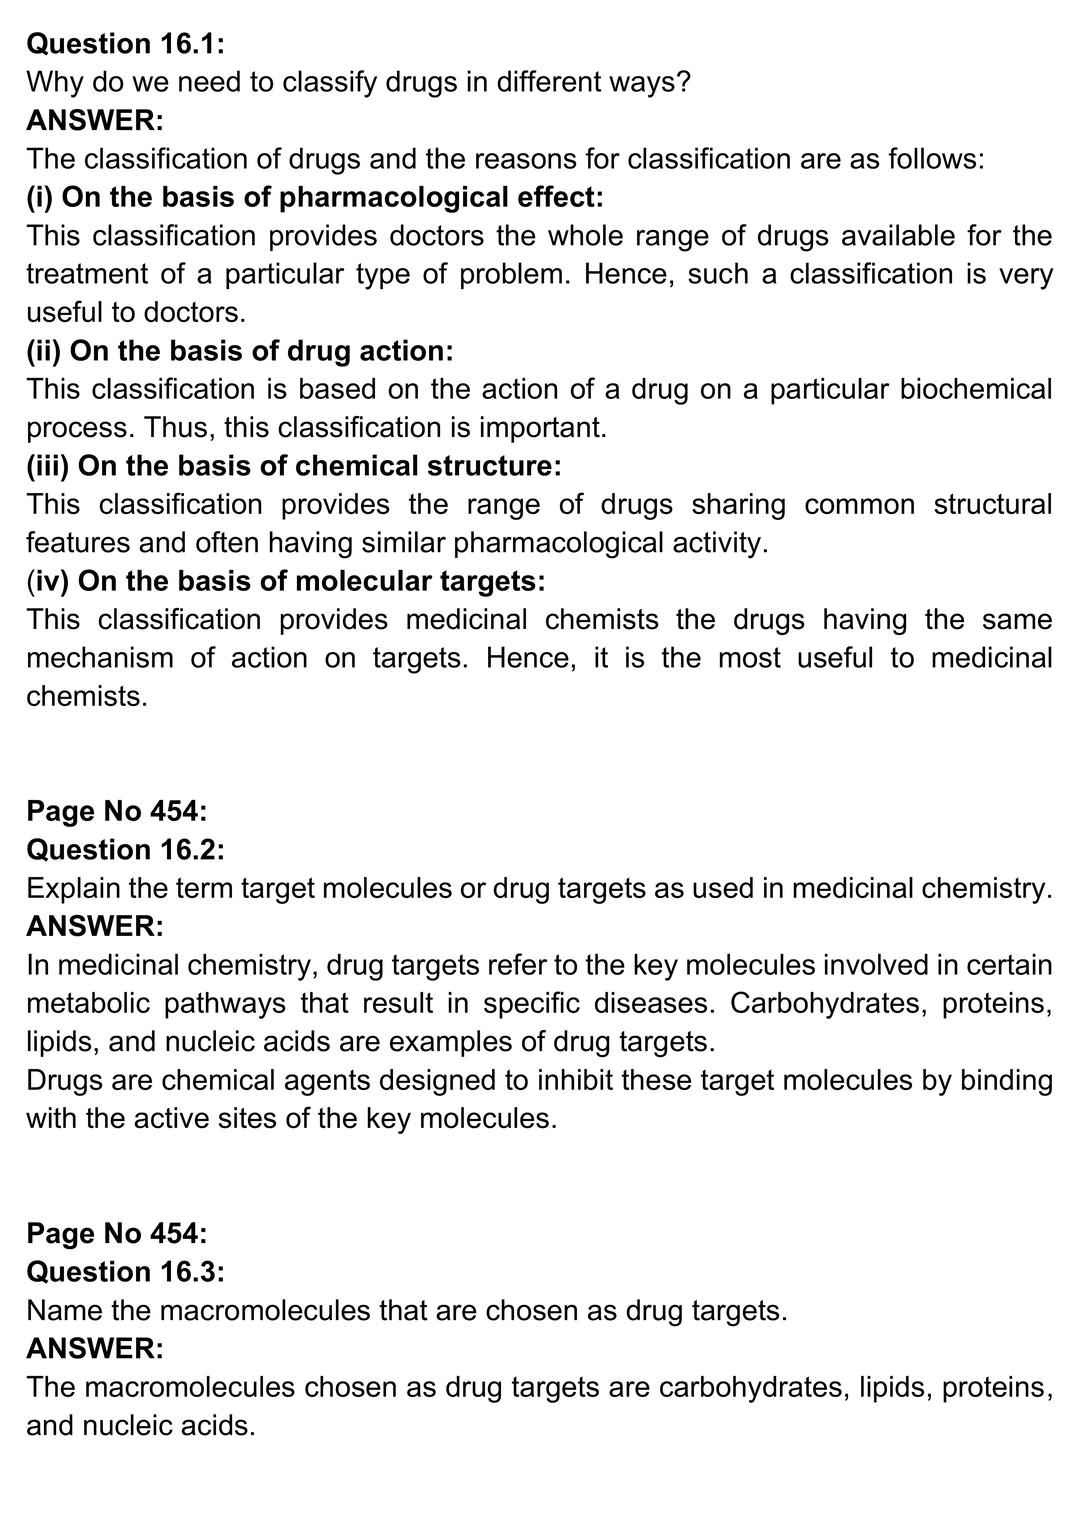 Question 16.1:
Why do we need to classify drugs in different ways?
ANSWER:
The classification of drugs and the reasons for classification are as follows:
(i) On the basis of pharmacological effect:
This classification provides doctors the whole range of drugs available for the
treatment of a particular type of problem. Hence, such a classification is very
useful to doctors.
(ii) On the basis of drug action:
This classification is based on the action of a drug on a particular biochemical
process. Thus, this classification is important.
(iii) On the basis of chemical structure:
This classification provides the range of drugs sharing common structural
features and often having similar pharmacological activity.
(iv) On the basis of molecular targets:
This classification provides medicinal chemists the drugs having the same
mechanism of action on targets. Hence, it is the most useful to medicinal
chemists.
Page No 454:
Question 16.2:
Explain the term target molecules or drug targets as used in medicinal chemistry.
ANSWER:
In medicinal chemistry, drug targets refer to the key molecules involved in certain
metabolic pathways that result in specific diseases. Carbohydrates, proteins,
lipids, and nucleic acids are examples of drug targets.
Drugs are chemical agents designed to inhibit these target molecules by binding
with the active sites of the key molecules.
Page No 454:
Question 16.3:
Name the macromolecules that are chosen as drug targets.
ANSWER:
The macromolecules chosen as drug targets are carbohydrates, lipids, proteins,
and nucleic acids.